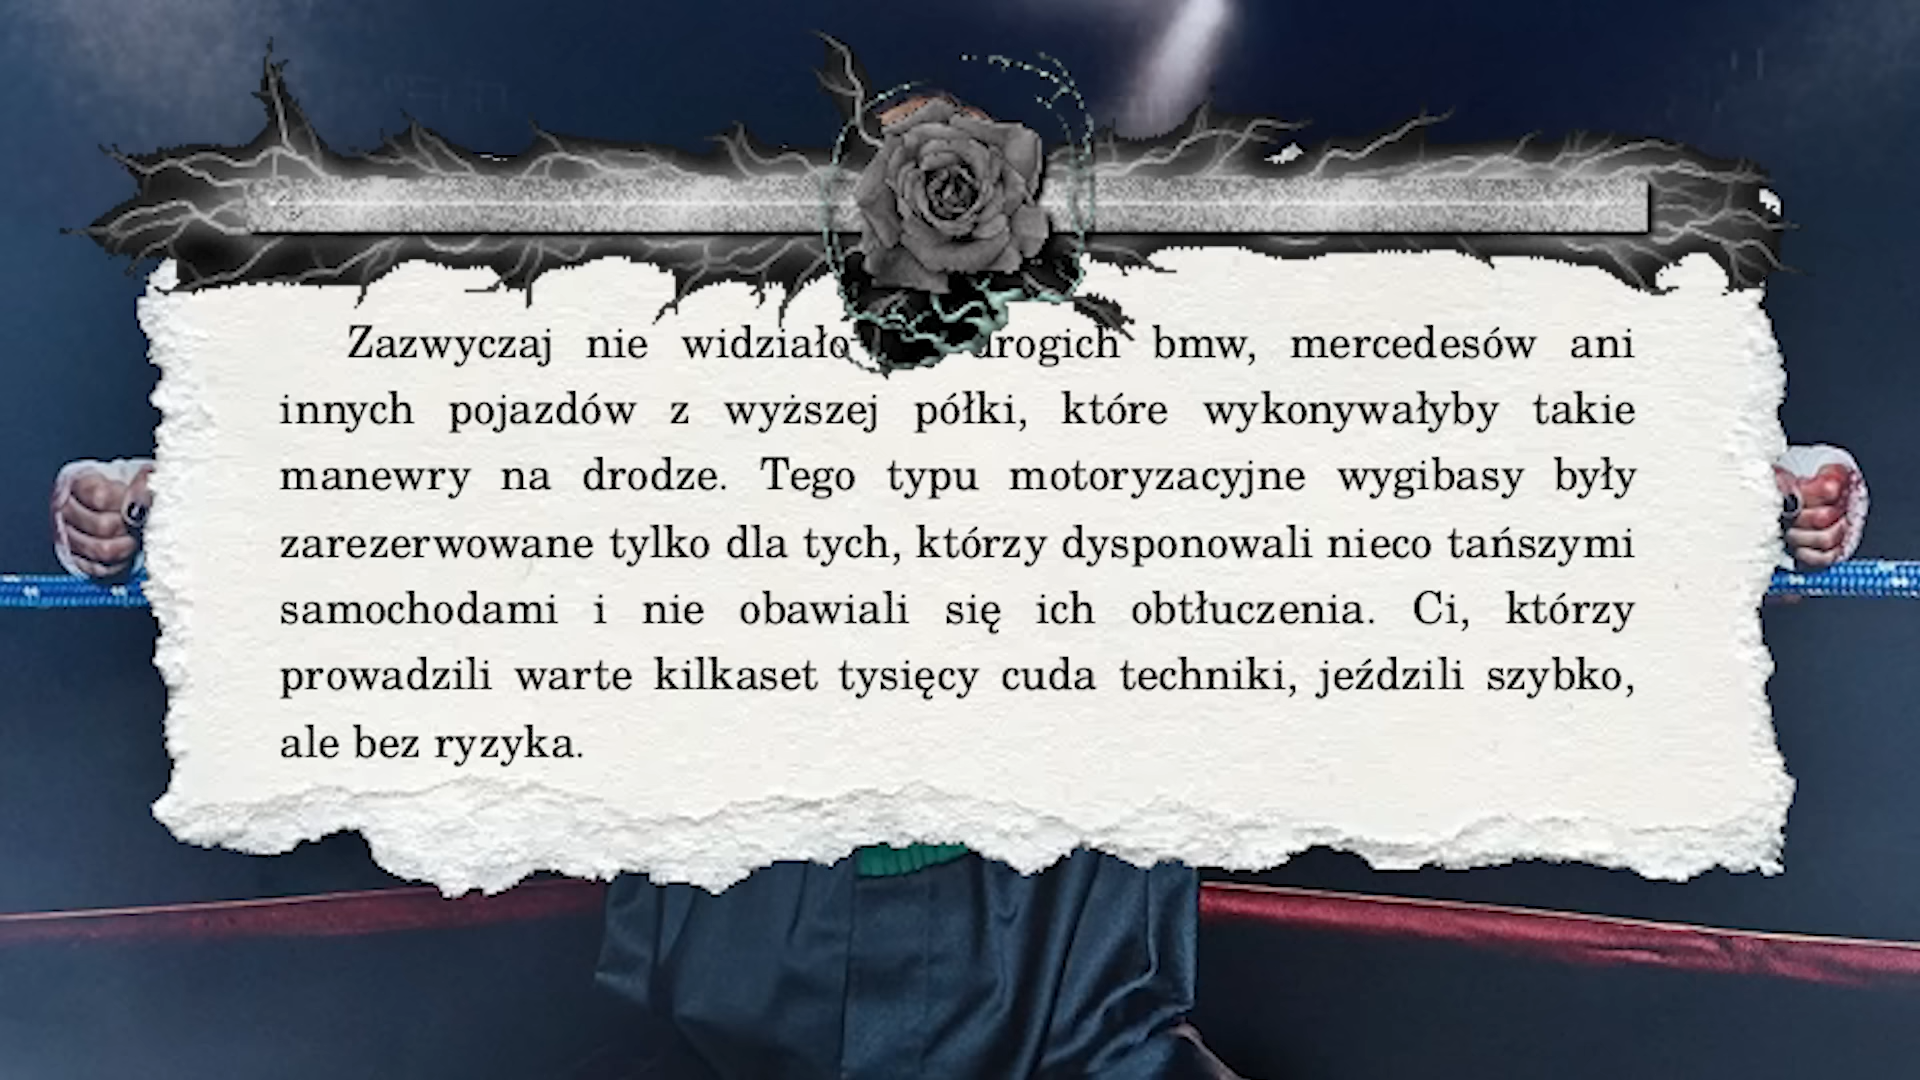 Zazwyczaj nie widziało drogich bmw, mercedesów ani
innych pojazdów z wyższej półki, które wykonywałyby takie
manewry na drodze. Tego typu motoryzacyjne wygibasy były
zarezerwowane tylko dla tych, którzy dysponowali nieco tańszymi
samochodami i nie obawiali się ich obtłuczenia. Ci, którzy
prowadzili warte kilkaset tysięcy cuda techniki, jeździli szybko,
ale bez ryzyka.